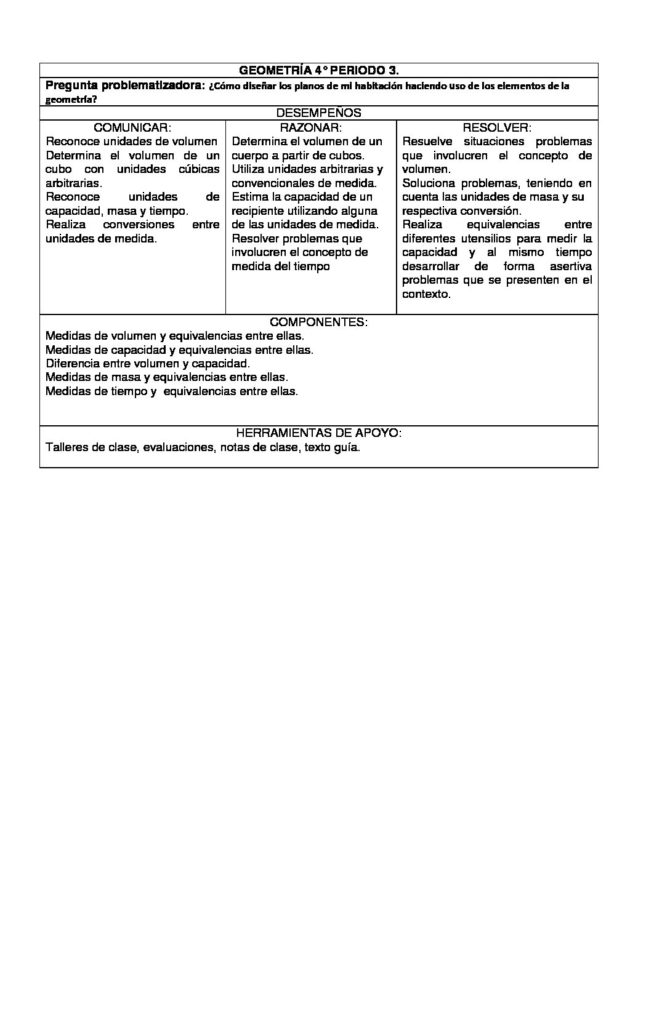 GEOMETRÍA 4° PERIODO 3.
Pregunta problematizadora: ¿Cómo diseñar los planos de mi habitación haciendo uso de los elementos de la
geometría?
DESEMPEÑOS
COMUNICAR:
Reconoce unidades de volumen
Determina el volumen de un
cubo con unidades cúbicas
arbitrarias.
Reconoce unidades de
capacidad, masa y tiempo.
Realiza conversiones entre
unidades de medida.
RAZONAR:
Determina el volumen de un
cuerpo a partir de cubos.
Utiliza unidades arbitrarias y
convencionales de medida.
Estima la capacidad de un
recipiente utilizando alguna
de las unidades de medida.
Resolver problemas que
involucren el concepto de
medida del tiempo
RESOLVER:
Resuelve situaciones problemas
que involucren el concepto de
volumen.
Soluciona problemas, teniendo en
cuenta las unidades de masa y su
respectiva conversión.
Realiza equivalencias entre
diferentes utensilios para medir la
capacidad y al mismo tiempo
desarrollar de forma asertiva
problemas que se presenten en el
contexto.
COMPONENTES:
Medidas de volumen y equivalencias entre ellas.
Medidas de capacidad y equivalencias entre ellas.
Diferencia entre volumen y capacidad.
Medidas de masa y equivalencias entre ellas.
Medidas de tiempo y equivalencias entre ellas.
HERRAMIENTAS DE APOYO:
Talleres de clase, evaluaciones, notas de clase, texto guía.